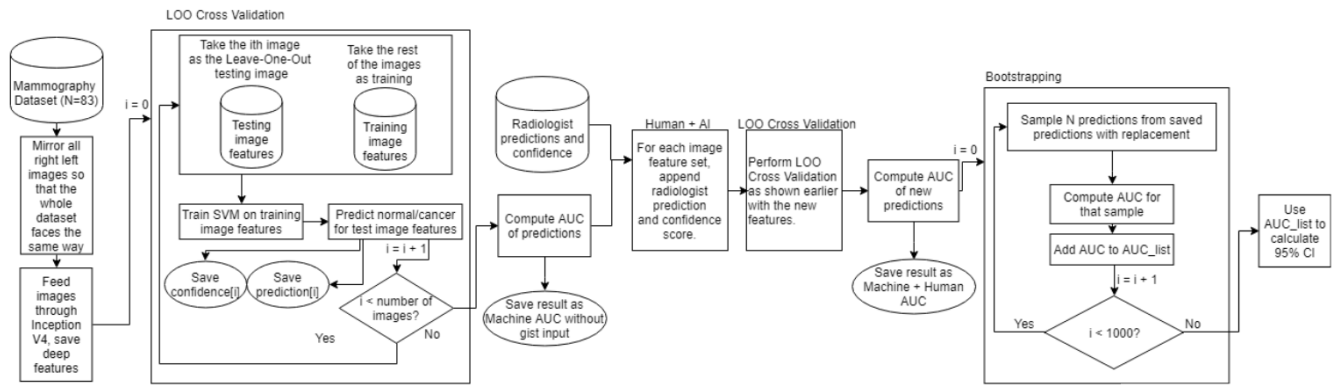 LOO Cross Validation
Mammography
Dataset (N=83)
Mirror all
right left
images so
that the
whole
dataset
faces the
same way
Feed
images
through
Inception
V4, save
deep
features
i = 0
Take the ith image
as the Leave-One-Out
testing image
Take the rest
of the images
as training
Testing
image
features
Training
image
features
Train SVM on training
image features
Predict normal/cancer
for test image features
i = i + 1
Save
confidence[i]
Save
prediction[i]
i < number of
images?
Yes
No
Radiologist
predictions and
confidence
Compute AUC
of predictions
Save result as
Machine AUC without
gist input
Human + AI
For each image
feature set,
append
radiologist
prediction
and confidence
score.
LOO Cross Validation
Perform LOO
Cross Validation
as shown earlier
with the new
features.
Compute AUC
of new
predictions
Save result as
Machine + Human
AUC
i = 0
Bootstrapping
Sample N predictions from saved
predictions with replacement
Compute AUC for
that sample
Add AUC to AUC_list
i = i + 1
i < 1000?
Yes
No
Use
AUC_list to
calculate
95% CI